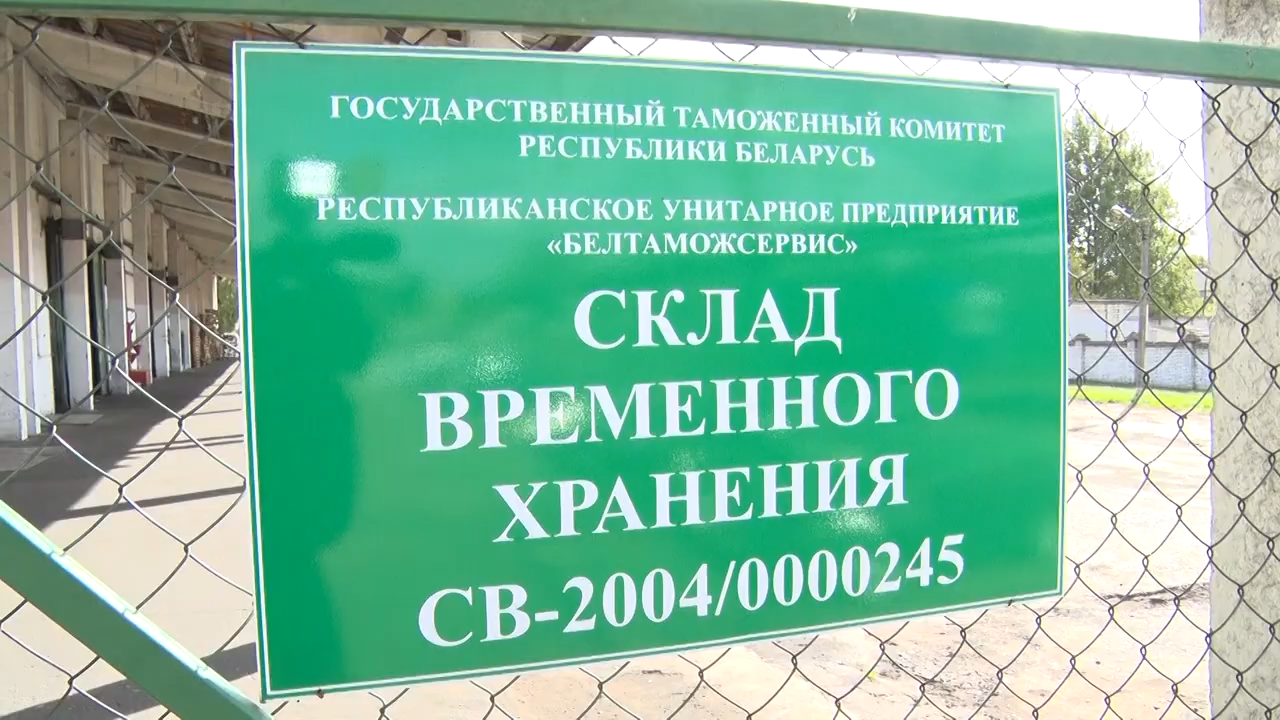 ГОСУДАРСТВЕННЫЙ ТАМОЖЕННЫЙ КОМИТЕТ
РЕСПУБЛИКИ БЕЛАРУСЬ
РЕСПУБЛИКАНСКОЕ УНИТАРНОЕ ПРЕДПРИЯТИЕ
«БЕЛТАМОЖСЕРВИС»
СКЛАД
ВРЕМЕННОГО
ХРАНЕНИЯ
СВ-2004/0000245